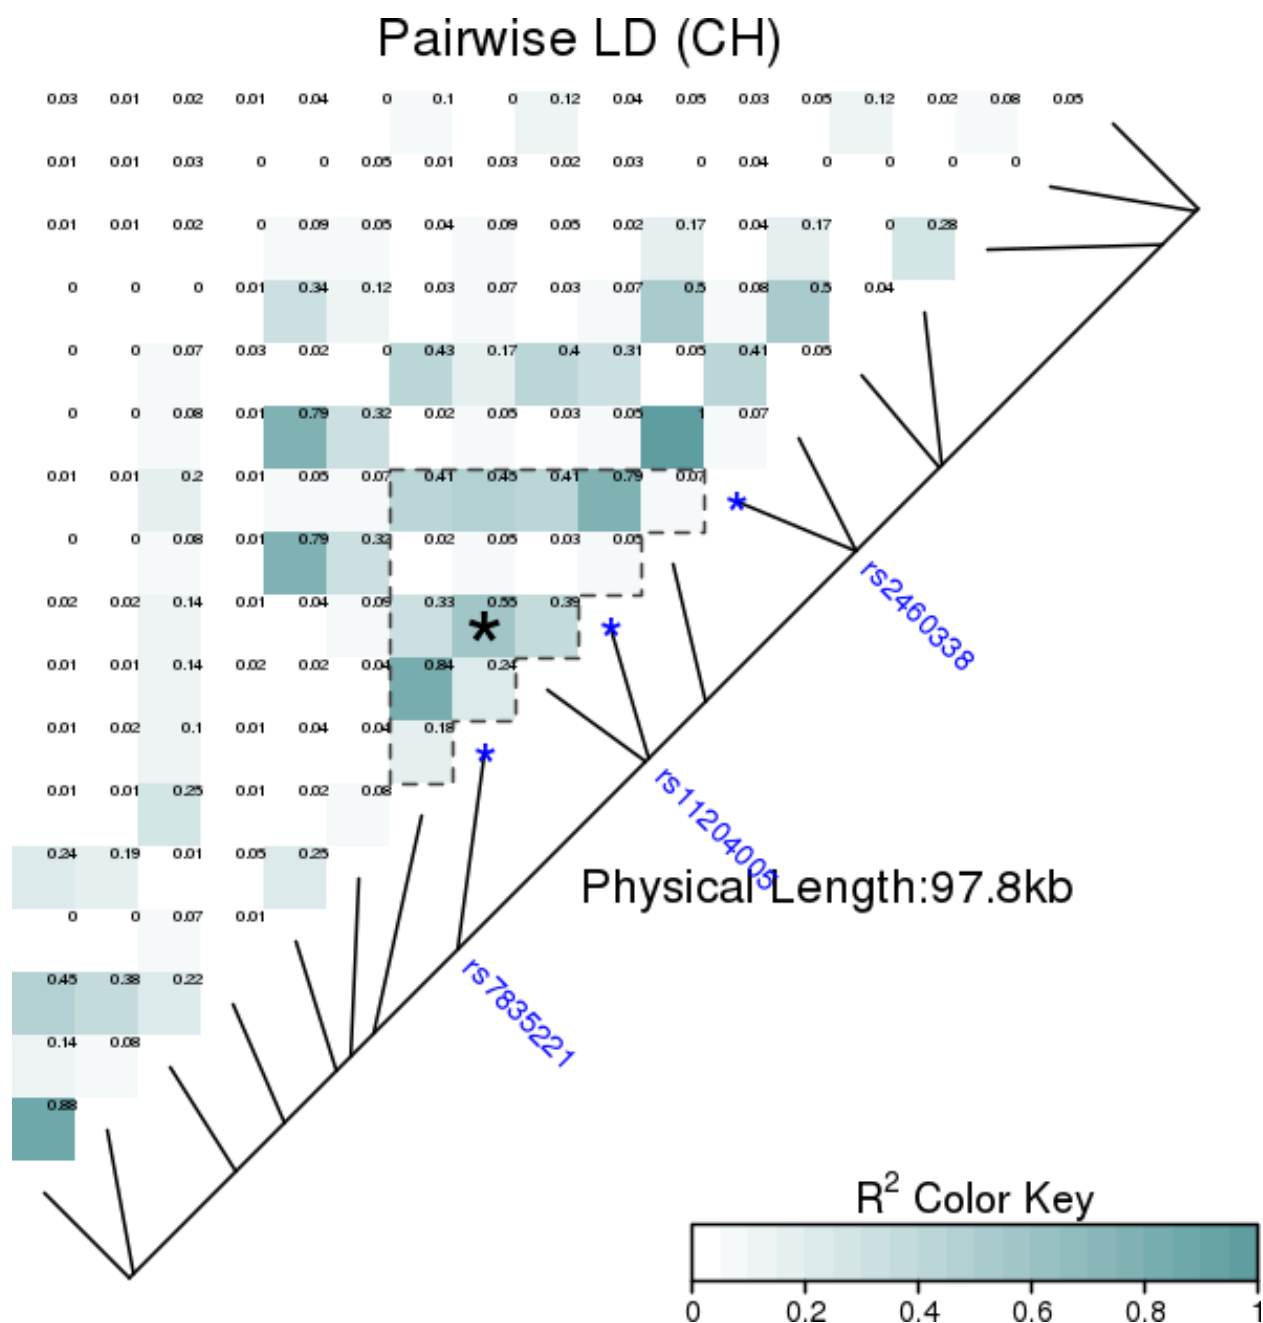 Pairwise LD (CH)
0.03 0.01 0.02 0.01 0.04 0 0.1 0 0.12 0.04 0.05 0.03 0.05 0.12 0.02 0.08 0.05
0.01 0.01 0.03 0 0 0.05 0.01 0.03 0.02 0.03 0 0.04 0 0 0 0
0.01 0.01 0.02 0 0.09 0.05 0.04 0.09 0.05 0.02 0.17 0.04 0.17 0 0.28
0 0 0 0.01 0.34 0.12 0.03 0.07 0.03 0.07 0.5 0.08 0.5 0.04
0 0 0.07 0.03 0.02 0 0.43 0.17 0.4 0.31 0.05 0.41 0.05
0 0 0.08 0.01 0.79 0.32 0.02 0.05 0.03 0.05 1 0.07
0.01 0.01 0.2 0.01 0.05 0.07 0.41 0.45 0.41 0.79 0.07
*
0 0 0.08 0.01 0.79 0.32 0.02 0.05 0.03 0.05
rs2460338
0.02 0.02 0.14 0.01 0.04 0.09 0.33 0.55 0.39
* *
0.01 0.01 0.14 0.02 0.02 0.04 0.84 0.24
0.01 0.02 0.1 0.01 0.04 0.04 0.18
*
rs11204005
0.01 0.01 0.25 0.01 0.02 0.08
0.24 0.19 0.01 0.05 0.25
Physical Length:97.8kb
0 0 0.07 0.01
rs7835221
0.45 0.38 0.22
0.14 0.08
0.88
R² Color Key
0 0.2 0.4 0.6 0.8 1